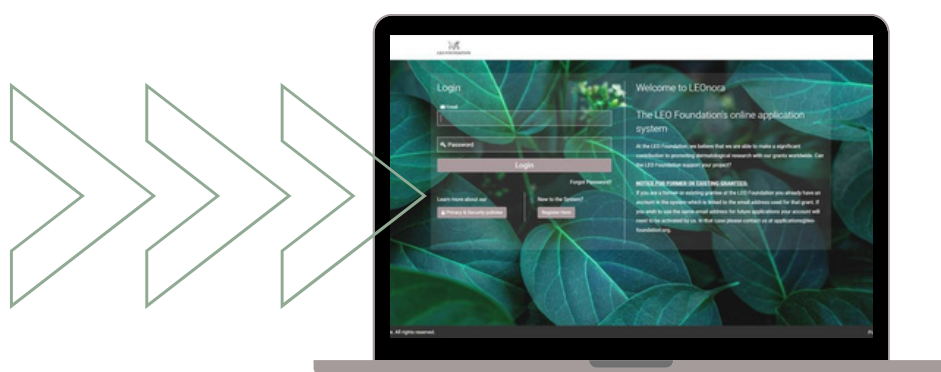 LEO FOUNDATION
Login
Email
Password
Login
Forgot Password?
Learn more about our
Privacy & Security policies
New to the System?
Register Here
Welcome to LEOnora
The LEO Foundation's online application
system
At the LEO Foundation, we believe that we are able to make a significant
contribution to promoting dermatological research with our grants worldwide. Can
the LEO Foundation support your project?
NOTICE FOR FORMER OR EXISTING GRANTEES:
If you are a former or existing grantee at the LEO Foundation you already have an
account in the system which is linked to the email address used for that grant. If
you wish to use the same email address for future applications your account will
need to be activated by us. In that case please contact us at applications@leo-
foundation.org.
. All rights reserved.